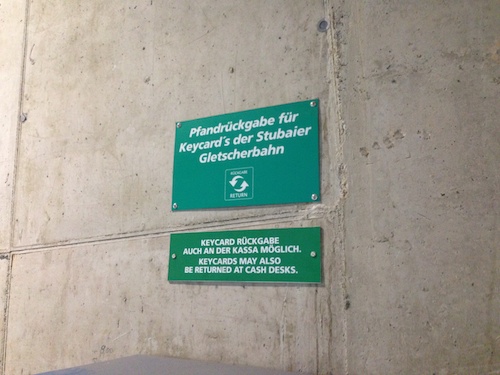 Pfandrückgabe für
Keycard´s der Stubaier
Gletscherbahn
RÜCKGABE
RETURN
KEYCARD RÜCKGABE
AUCH AN DER KASSA MÖGLICH.
KEYCARDS MAY ALSO
BE RETURNED AT CASH DESKS.